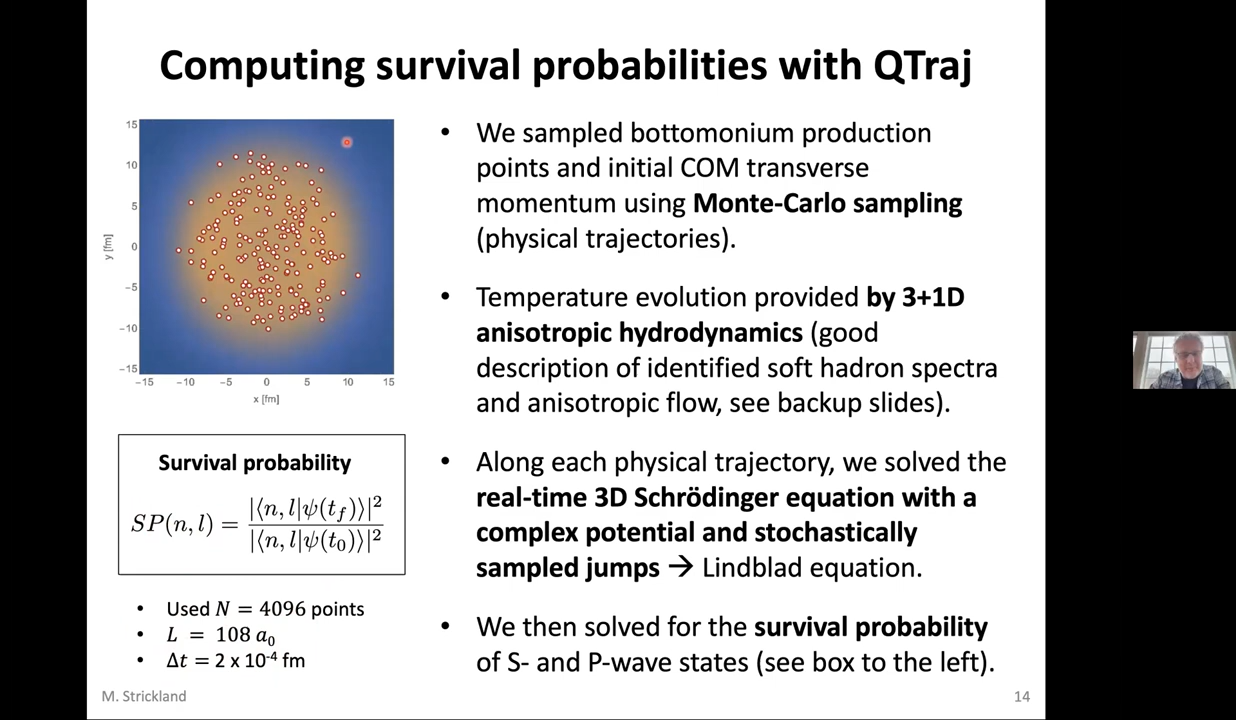 Computing survival probabilities with QTraj
15
10
5
0
−5
−10
−15
y [fm]
−15 −10 −5 0 5 10 15
x [fm]
Survival probability
SP(n, l) = |⟨n, l|ψ(t_f)⟩|² / |⟨n, l|ψ(t_0)⟩|²
• Used N = 4096 points
• L = 108 a₀
• Δt = 2 x 10⁻⁴ fm
• We sampled bottomonium production
points and initial COM transverse
momentum using Monte-Carlo sampling
(physical trajectories).
• Temperature evolution provided by 3+1D
anisotropic hydrodynamics (good
description of identified soft hadron spectra
and anisotropic flow, see backup slides).
• Along each physical trajectory, we solved the
real-time 3D Schrödinger equation with a
complex potential and stochastically
sampled jumps → Lindblad equation.
• We then solved for the survival probability
of S- and P-wave states (see box to the left).
M. Strickland
14